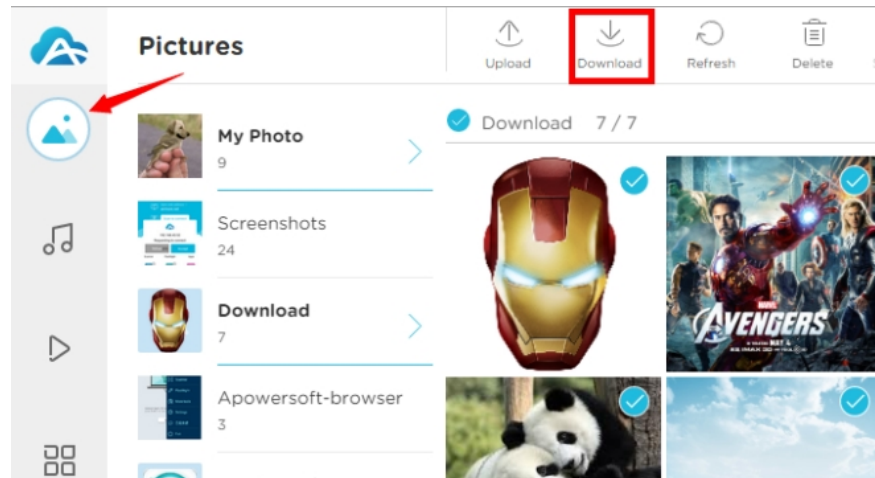 Pictures
Upload
Download
Refresh
Delete
My Photo
9
Screenshots
24
Download
7
Apowersoft-browser
3
Download 7 / 7
MARVEL
AVENGERS